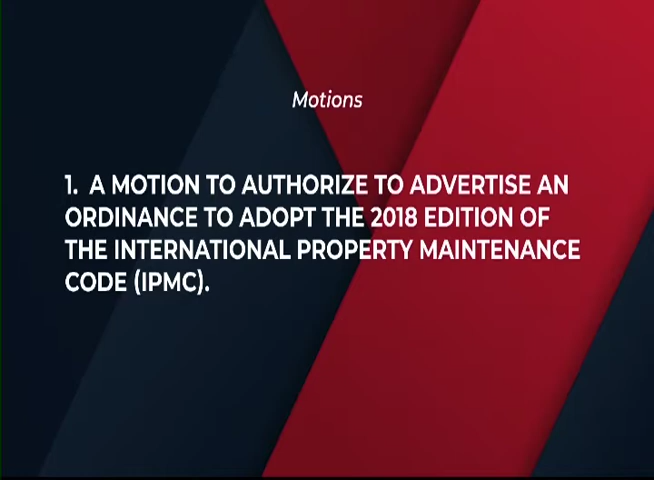 Motions
1. A MOTION TO AUTHORIZE TO ADVERTISE AN
ORDINANCE TO ADOPT THE 2018 EDITION OF
THE INTERNATIONAL PROPERTY MAINTENANCE
CODE (IPMC).